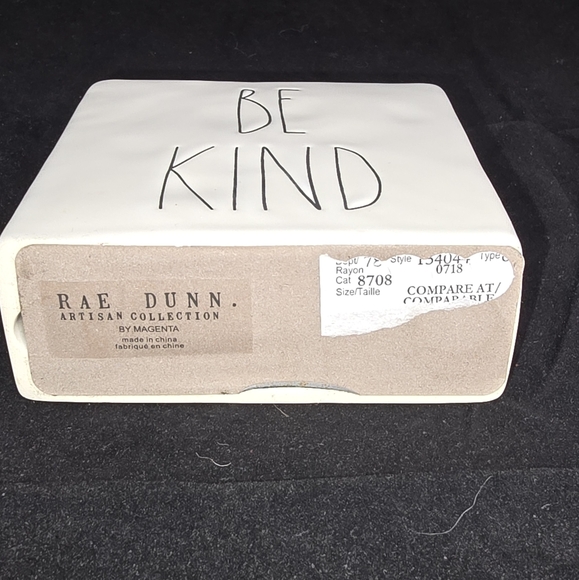 BE
KIND
RAE DUNN.
ARTISAN COLLECTION
BY MAGENTA
made in china
fabriqué en chine
Style Type
Rayon 0718
Cat 8708
Size/Taille
COMPARE AT/